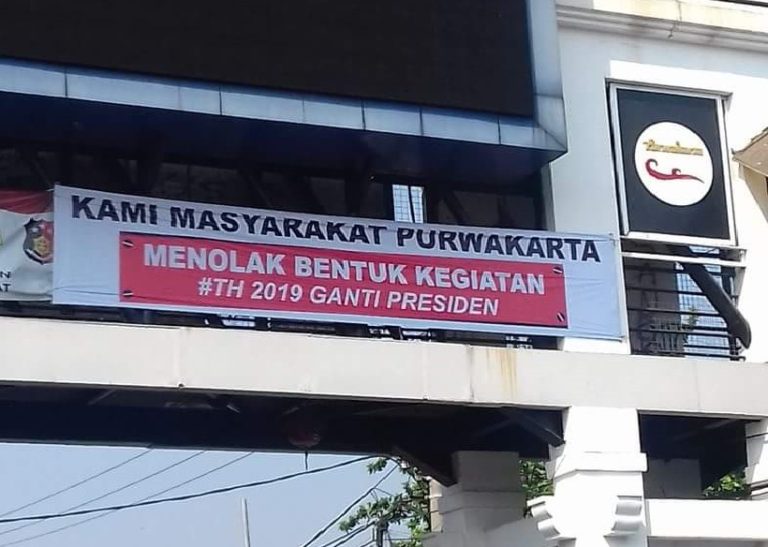 KAMI MASYARAKAT PURWAKARTA
MENOLAK BENTUK KEGIATAN
#TH 2019 GANTI PRESIDEN